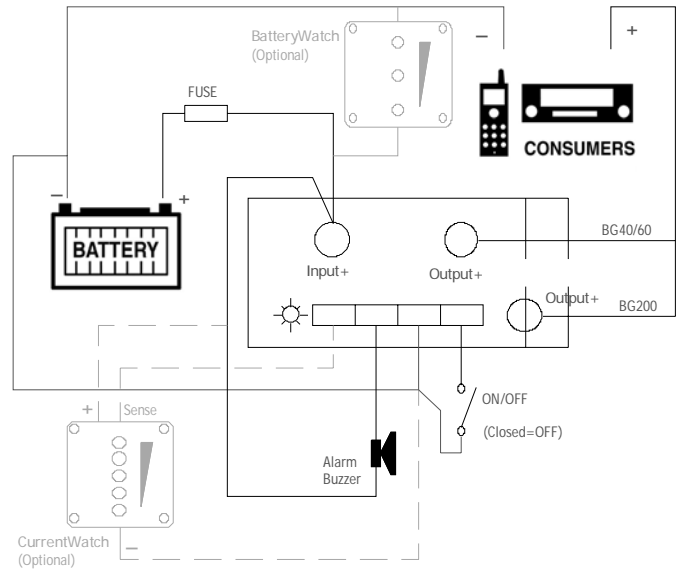 BatteryWatch
(Optional)
−
+
FUSE
CONSUMERS
−
+
BATTERY
Input+
Output+
BG40/60
Output+
BG200
+
Sense
ON/OFF
(Closed=OFF)
Alarm
Buzzer
CurrentWatch
(Optional)
−